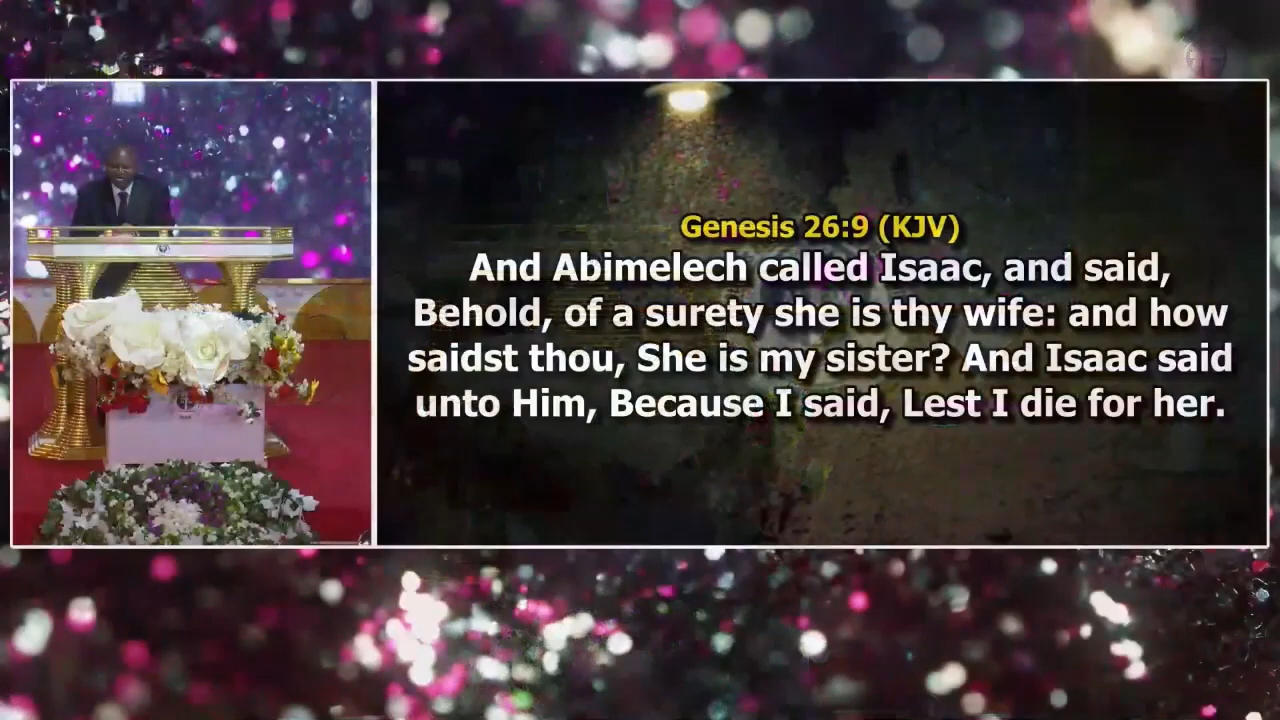 Genesis 26:9 (KJV)
And Abimelech called Isaac, and said,
Behold, of a surety she is thy wife: and how
saidst thou, She is my sister? And Isaac said
unto Him, Because I said, Lest I die for her.